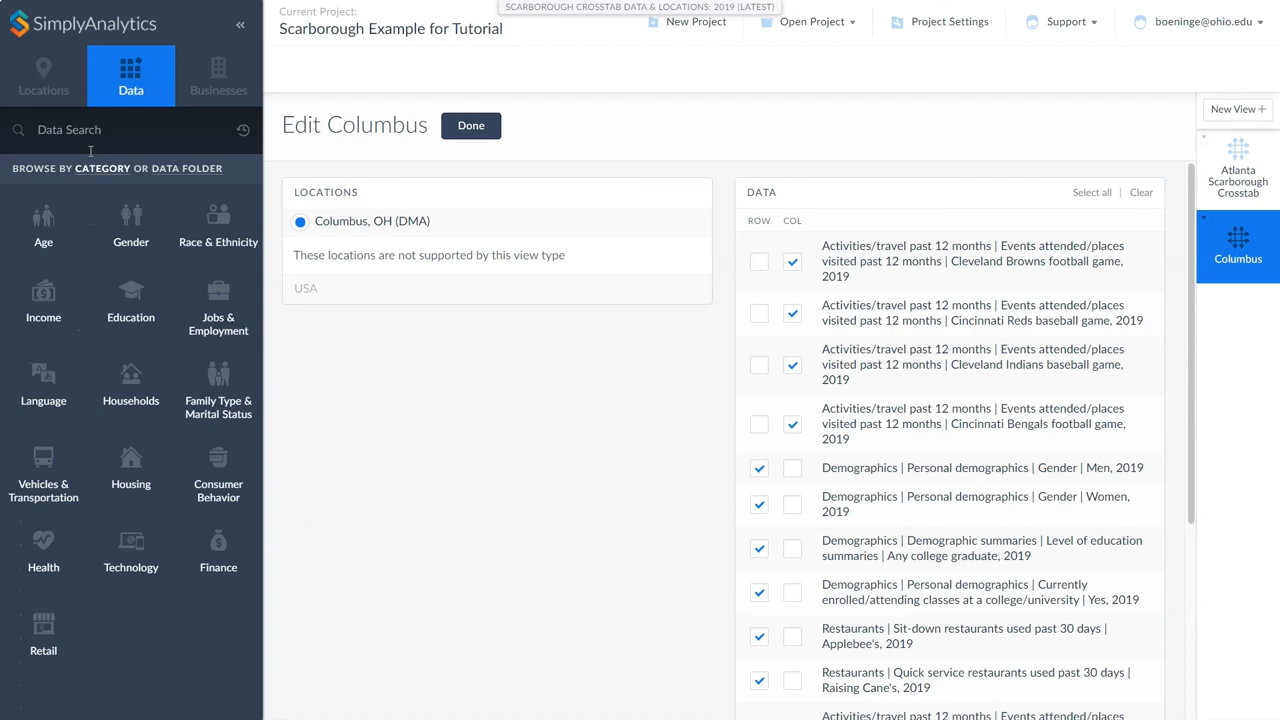 SCARBOROUGH CROSSTAB DATA & LOCATIONS: 2019 (LATEST)
SimplyAnalytics
«
Current Project:
Scarborough Example for Tutorial
New Project
Open Project
Project Settings
Support
boeninge@ohio.edu
Locations
Data
Businesses
Data Search
BROWSE BY CATEGORY OR DATA FOLDER
Age
Gender
Race & Ethnicity
Income
Education
Jobs &
Employment
Language
Households
Family Type &
Marital Status
Vehicles &
Transportation
Housing
Consumer
Behavior
Health
Technology
Finance
Retail
Edit Columbus
Done
LOCATIONS
Columbus, OH (DMA)
These locations are not supported by this view type
USA
DATA
Select all | Clear
ROW COL
Activities/travel past 12 months | Events attended/places
visited past 12 months | Cleveland Browns football game,
2019
Activities/travel past 12 months | Events attended/places
visited past 12 months | Cincinnati Reds baseball game, 2019
Activities/travel past 12 months | Events attended/places
visited past 12 months | Cleveland Indians baseball game,
2019
Activities/travel past 12 months | Events attended/places
visited past 12 months | Cincinnati Bengals football game,
2019
Demographics | Personal demographics | Gender | Men, 2019
Demographics | Personal demographics | Gender | Women,
2019
Demographics | Demographic summaries | Level of education
summaries | Any college graduate, 2019
Demographics | Personal demographics | Currently
enrolled/attending classes at a college/university | Yes, 2019
Restaurants | Sit-down restaurants used past 30 days |
Applebee's, 2019
Restaurants | Quick service restaurants used past 30 days |
Raising Cane's, 2019
Activities/travel past 12 months | Events attended/places
New View +
Atlanta
Scarborough
Crosstab
Columbus